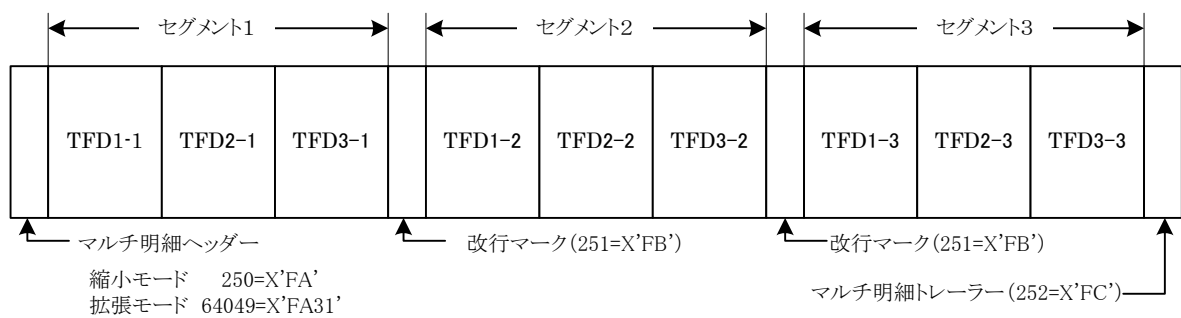 セグメント1 セグメント2 セグメント3
TFD1-1 TFD2-1 TFD3-1 TFD1-2 TFD2-2 TFD3-2 TFD1-3 TFD2-3 TFD3-3
マルチ明細ヘッダー 改行マーク(251=X'FB') 改行マーク(251=X'FB')
縮小モード 250=X'FA'
拡張モード 64049=X'FA31'
マルチ明細トレーラー(252=X'FC')